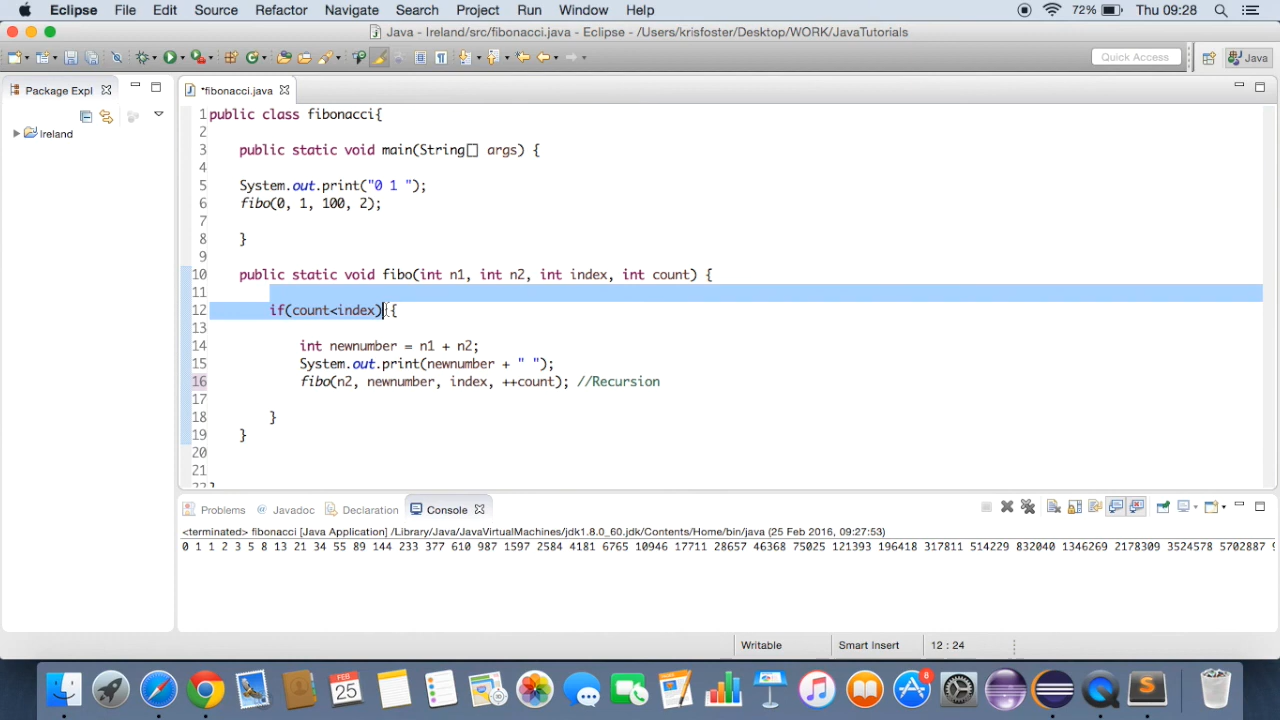 Eclipse File Edit Source Refactor Navigate Search Project Run Window Help 72% Thu 09:28
Java - Ireland/src/fibonacci.java - Eclipse - /Users/krisfoster/Desktop/WORK/JavaTutorials
Quick Access Java
Package Expl *fibonacci.java
Ireland
1 public class fibonacci{
2
3 public static void main(String[] args) {
4
5 System.out.print("0 1 ");
6 fibo(0, 1, 100, 2);
7
8 }
9
10 public static void fibo(int n1, int n2, int index, int count) {
11
12 if(count<index) {
13
14 int newnumber = n1 + n2;
15 System.out.print(newnumber + " ");
16 fibo(n2, newnumber, index, ++count); //Recursion
17
18 }
19 }
20
21
22 }
Problems Javadoc Declaration Console
<terminated> fibonacci [Java Application] /Library/Java/JavaVirtualMachines/jdk1.8.0_60.jdk/Contents/Home/bin/java (25 Feb 2016, 09:27:53)
0 1 1 2 3 5 8 13 21 34 55 89 144 233 377 610 987 1597 2584 4181 6765 10946 17711 28657 46368 75025 121393 196418 317811 514229 832040 1346269 2178309 3524578 5702887 9
Writable Smart Insert 12 : 24
FEB
25
8